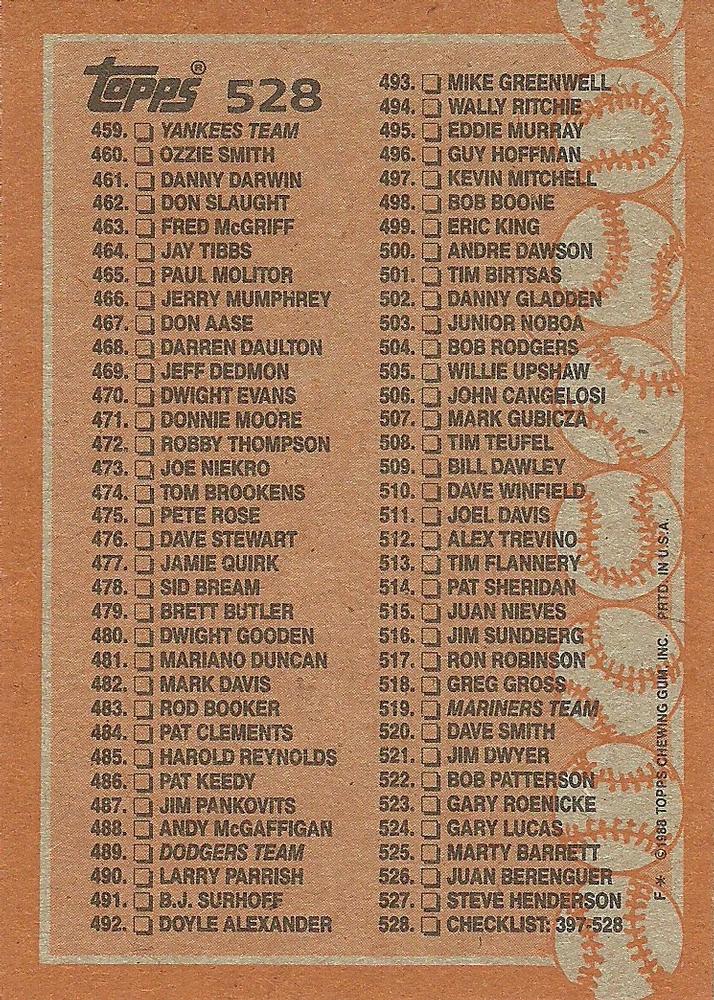 Topps® 528
459. ☐ YANKEES TEAM
460. ☐ OZZIE SMITH
461. ☐ DANNY DARWIN
462. ☐ DON SLAUGHT
463. ☐ FRED McGRIFF
464. ☐ JAY TIBBS
465. ☐ PAUL MOLITOR
466. ☐ JERRY MUMPHREY
467. ☐ DON AASE
468. ☐ DARREN DAULTON
469. ☐ JEFF DEDMON
470. ☐ DWIGHT EVANS
471. ☐ DONNIE MOORE
472. ☐ ROBBY THOMPSON
473. ☐ JOE NIEKRO
474. ☐ TOM BROOKENS
475. ☐ PETE ROSE
476. ☐ DAVE STEWART
477. ☐ JAMIE QUIRK
478. ☐ SID BREAM
479. ☐ BRETT BUTLER
480. ☐ DWIGHT GOODEN
481. ☐ MARIANO DUNCAN
482. ☐ MARK DAVIS
483. ☐ ROD BOOKER
484. ☐ PAT CLEMENTS
485. ☐ HAROLD REYNOLDS
486. ☐ PAT KEEDY
487. ☐ JIM PANKOVITS
488. ☐ ANDY McGAFFIGAN
489. ☐ DODGERS TEAM
490. ☐ LARRY PARRISH
491. ☐ B.J. SURHOFF
492. ☐ DOYLE ALEXANDER
493. ☐ MIKE GREENWELL
494. ☐ WALLY RITCHIE
495. ☐ EDDIE MURRAY
496. ☐ GUY HOFFMAN
497. ☐ KEVIN MITCHELL
498. ☐ BOB BOONE
499. ☐ ERIC KING
500. ☐ ANDRE DAWSON
501. ☐ TIM BIRTSAS
502. ☐ DANNY GLADDEN
503. ☐ JUNIOR NOBOA
504. ☐ BOB RODGERS
505. ☐ WILLIE UPSHAW
506. ☐ JOHN CANGELOSI
507. ☐ MARK GUBICZA
508. ☐ TIM TEUFEL
509. ☐ BILL DAWLEY
510. ☐ DAVE WINFIELD
511. ☐ JOEL DAVIS
512. ☐ ALEX TREVINO
513. ☐ TIM FLANNERY
514. ☐ PAT SHERIDAN
515. ☐ JUAN NIEVES
516. ☐ JIM SUNDBERG
517. ☐ RON ROBINSON
518. ☐ GREG GROSS
519. ☐ MARINERS TEAM
520. ☐ DAVE SMITH
521. ☐ JIM DWYER
522. ☐ BOB PATTERSON
523. ☐ GARY ROENICKE
524. ☐ GARY LUCAS
525. ☐ MARTY BARRETT
526. ☐ JUAN BERENGUER
527. ☐ STEVE HENDERSON
528. ☐ CHECKLIST: 397-528
F * ©1988 TOPPS CHEWING GUM, INC. PRTD. IN U.S.A.